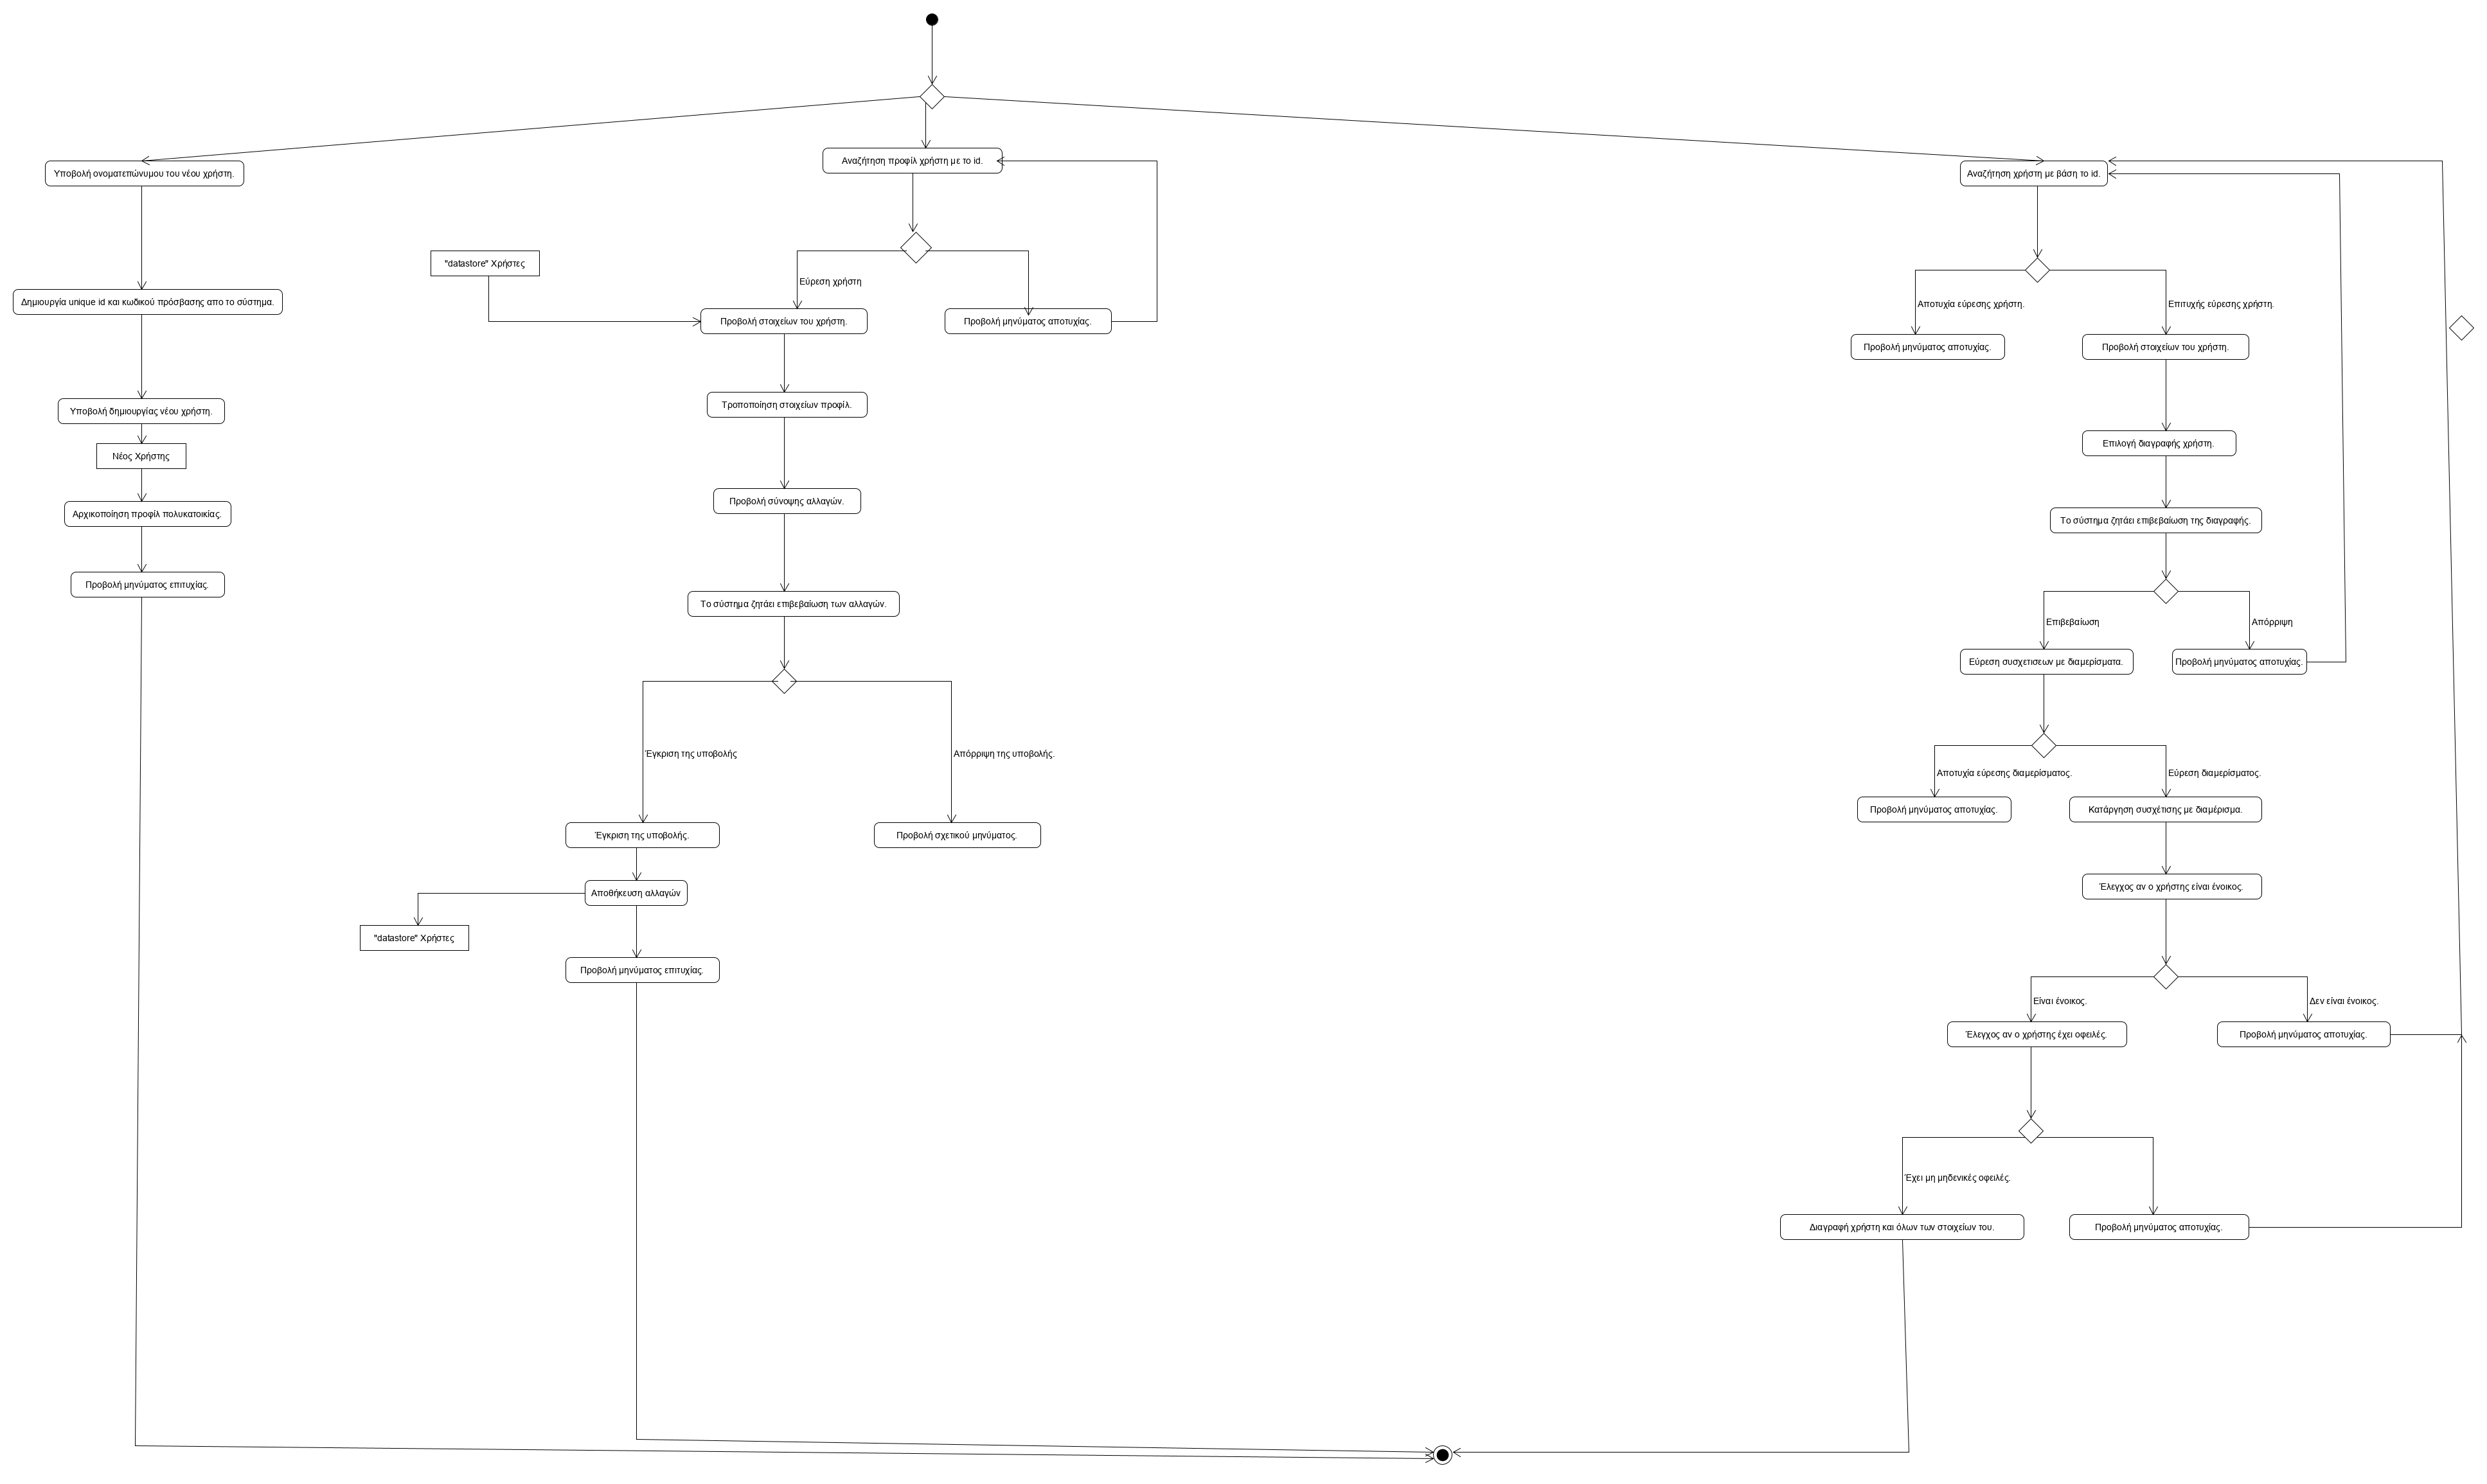 Υποβολή ονοματεπώνυμου του νέου χρήστη.
Δημιουργία unique id και κωδικού πρόσβασης απο το σύστημα.
Υποβολή δημιουργίας νέου χρήστη.
Νέος Χρήστης
Αρχικοποίηση προφίλ πολυκατοικίας.
Προβολή μηνύματος επιτυχίας.
Αναζήτηση προφίλ χρήστη με το id.
"datastore" Χρήστες
Εύρεση χρήστη
Προβολή στοιχείων του χρήστη.
Προβολή μηνύματος αποτυχίας.
Τροποποίηση στοιχείων προφίλ.
Προβολή σύνοψης αλλαγών.
Το σύστημα ζητάει επιβεβαίωση των αλλαγών.
Έγκριση της υποβολής
Απόρριψη της υποβολής.
Έγκριση της υποβολής.
Προβολή σχετικού μηνύματος.
Αποθήκευση αλλαγών
"datastore" Χρήστες
Προβολή μηνύματος επιτυχίας.
Αναζήτηση χρήστη με βάση το id.
Αποτυχία εύρεσης χρήστη.
Επιτυχής εύρεσης χρήστη.
Προβολή μηνύματος αποτυχίας.
Προβολή στοιχείων του χρήστη.
Επιλογή διαγραφής χρήστη.
Το σύστημα ζητάει επιβεβαίωση της διαγραφής.
Επιβεβαίωση
Απόρριψη
Εύρεση συσχετισεων με διαμερίσματα.
Προβολή μηνύματος αποτυχίας.
Αποτυχία εύρεσης διαμερίσματος.
Εύρεση διαμερίσματος.
Προβολή μηνύματος αποτυχίας.
Κατάργηση συσχέτισης με διαμέρισμα.
Έλεγχος αν ο χρήστης είναι ένοικος.
Είναι ένοικος.
Δεν είναι ένοικος.
Έλεγχος αν ο χρήστης έχει οφειλές.
Προβολή μηνύματος αποτυχίας.
Έχει μη μηδενικές οφειλές.
Διαγραφή χρήστη και όλων των στοιχείων του.
Προβολή μηνύματος αποτυχίας.